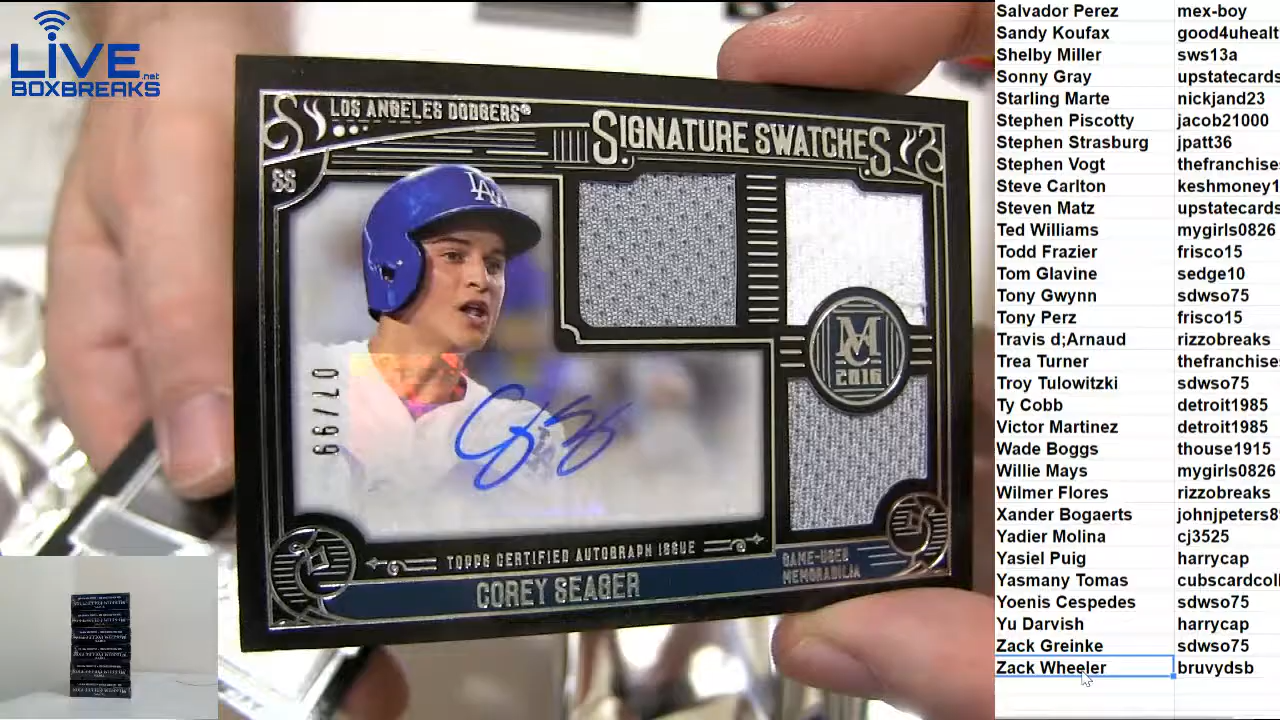 LIVE
.net
BOXBREAKS
LOS ANGELES DODGERS®
SIGNATURE SWATCHES
SS
LA
MC
2016
07/99
TOPPS CERTIFIED AUTOGRAPH ISSUE
GAME-USED
MEMORABILIA
COREY SEAGER
Salvador Perez mex-boy
Sandy Koufax good4uhealt
Shelby Miller sws13a
Sonny Gray upstatecards
Starling Marte nickjand23
Stephen Piscotty jacob21000
Stephen Strasburg jpatt36
Stephen Vogt thefranchise
Steve Carlton keshmoney1
Steven Matz upstatecards
Ted Williams mygirls0826
Todd Frazier frisco15
Tom Glavine sedge10
Tony Gwynn sdwso75
Tony Perz frisco15
Travis d;Arnaud rizzobreaks
Trea Turner thefranchise
Troy Tulowitzki sdwso75
Ty Cobb detroit1985
Victor Martinez detroit1985
Wade Boggs thouse1915
Willie Mays mygirls0826
Wilmer Flores rizzobreaks
Xander Bogaerts johnjpeters8
Yadier Molina cj3525
Yasiel Puig harrycap
Yasmany Tomas cubscardcoll
Yoenis Cespedes sdwso75
Yu Darvish harrycap
Zack Greinke sdwso75
Zack Wheeler bruvydsb